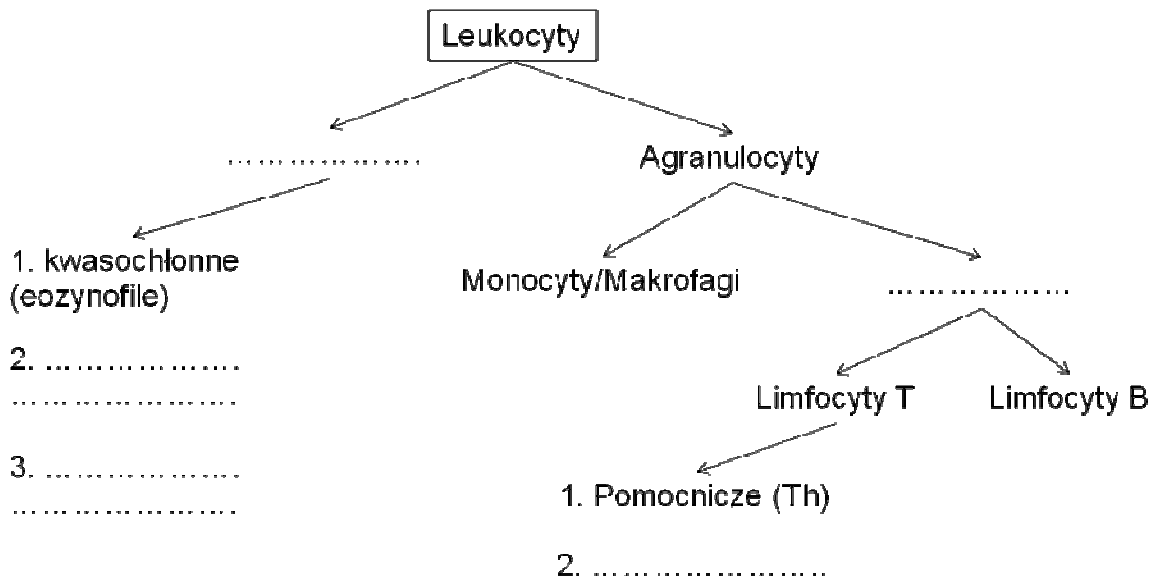 Leukocyty
………………….
Agranulocyty
1. kwasochłonne
(eozynofile)
Monocyty/Makrofagi
…………………
2. ………………….
…………………….
Limfocyty T
Limfocyty B
3. ………………….
…………………….
1. Pomocnicze (Th)
2. ……………………..